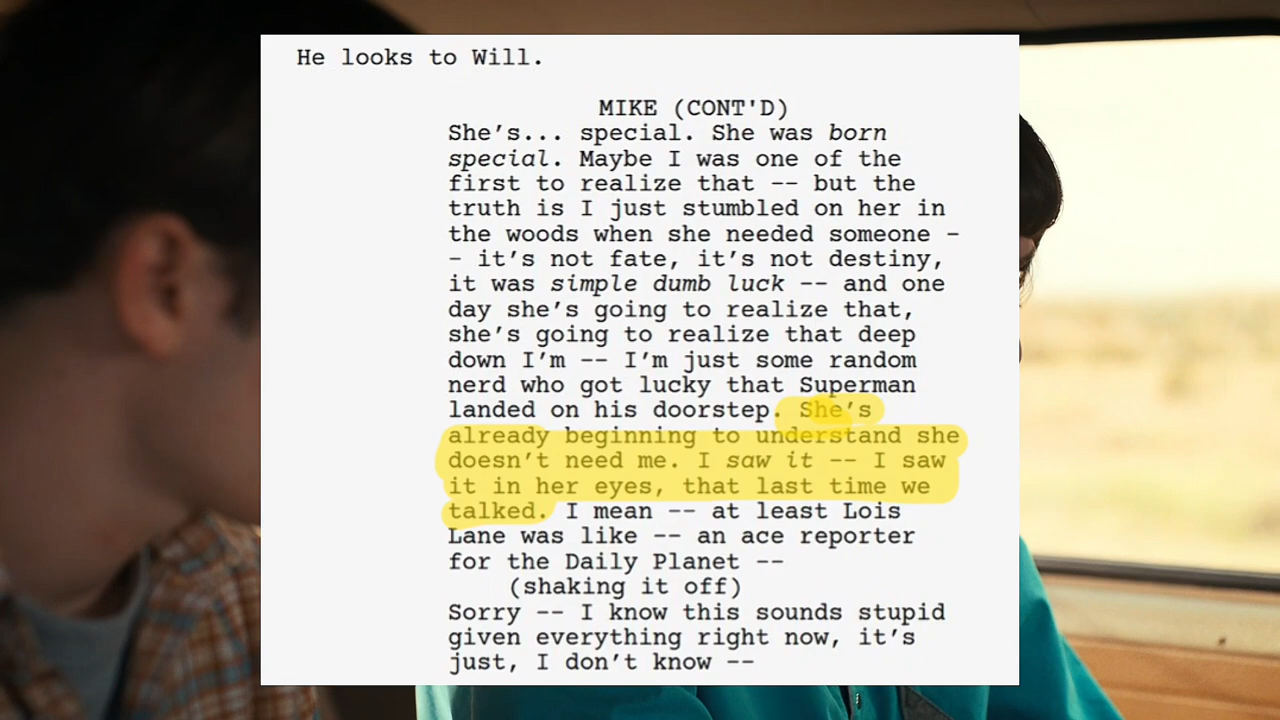 He looks to Will.
MIKE (CONT'D)
She's... special. She was born
special. Maybe I was one of the
first to realize that -- but the
truth is I just stumbled on her in
the woods when she needed someone -
- it's not fate, it's not destiny,
it was simple dumb luck -- and one
day she's going to realize that,
she's going to realize that deep
down I'm -- I'm just some random
nerd who got lucky that Superman
landed on his doorstep. She's
already beginning to understand she
doesn't need me. I saw it -- I saw
it in her eyes, that last time we
talked. I mean -- at least Lois
Lane was like -- an ace reporter
for the Daily Planet --
(shaking it off)
Sorry -- I know this sounds stupid
given everything right now, it's
just, I don't know --